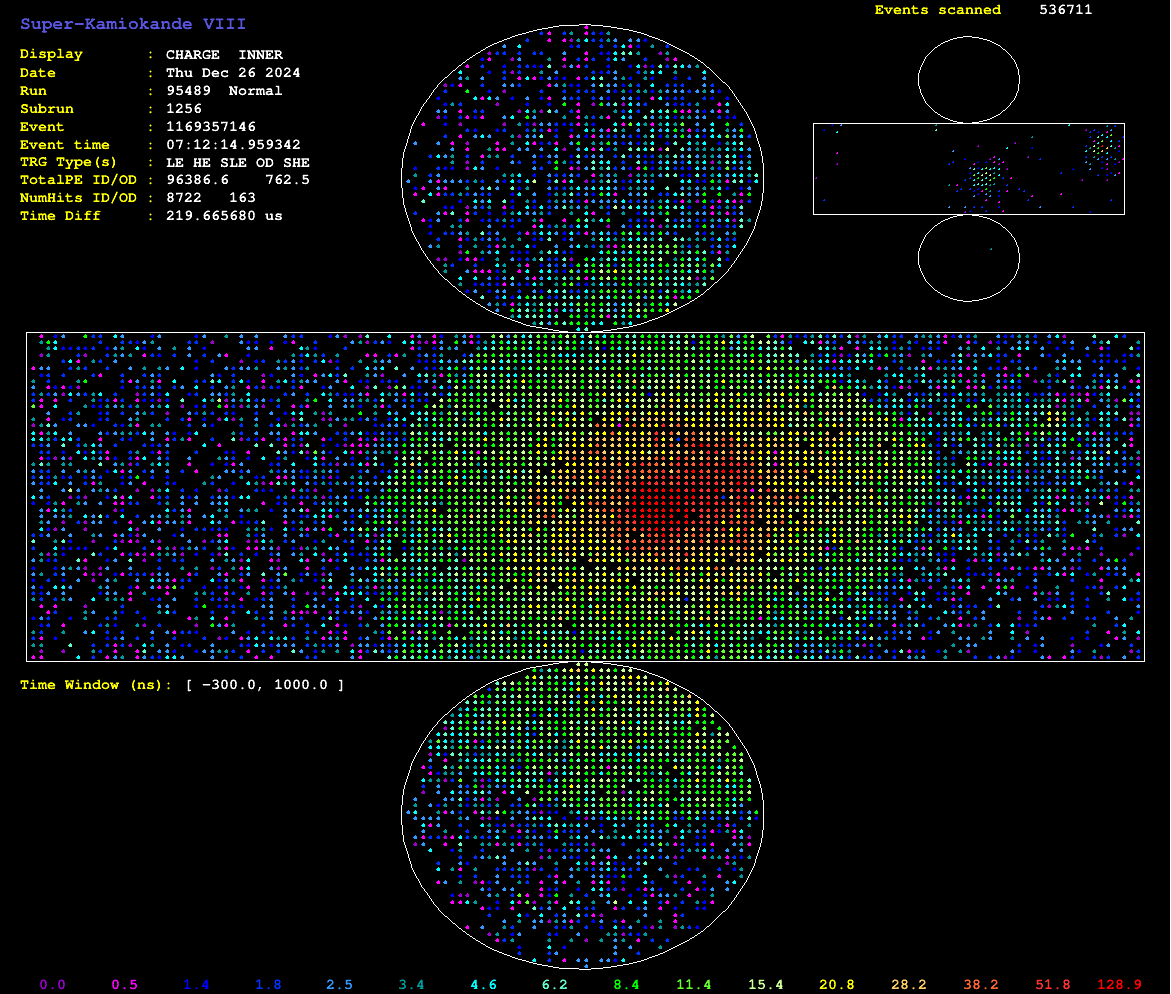 Super-Kamiokande VIII
Display : CHARGE INNER
Date : Thu Dec 26 2024
Run : 95489 Normal
Subrun : 1256
Event : 1169357146
Event time : 07:12:14.959342
TRG Type(s) : LE HE SLE OD SHE
TotalPE ID/OD : 96386.6 762.5
NumHits ID/OD : 8722 163
Time Diff : 219.665680 us
Events scanned 536711
Time Window (ns): [ −300.0, 1000.0 ]
0.0 0.5 1.4 1.8 2.5 3.4 4.6 6.2 8.4 11.4 15.4 20.8 28.2 38.2 51.8 128.9